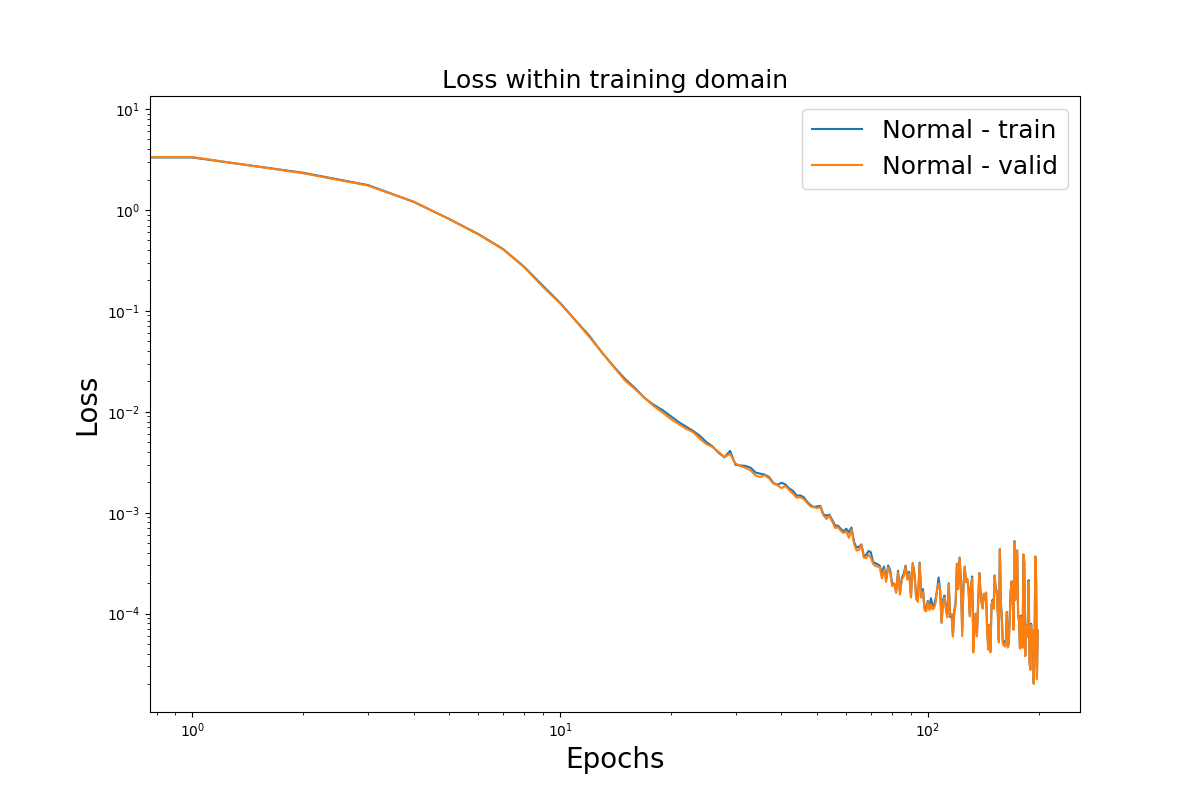 Loss within training domain
Normal - train
Normal - valid
Loss
10¹
10⁰
10⁻¹
10⁻²
10⁻³
10⁻⁴
10⁰
10¹
10²
Epochs